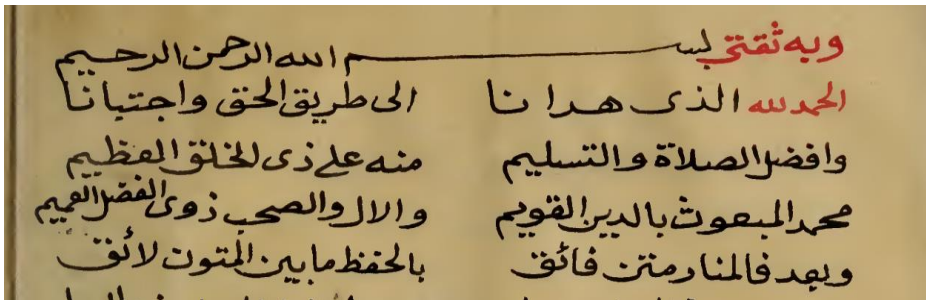 وبه ثقتي بسم الله الرحمن الرحيم
الحمد لله الذى هدانا الى طريق الحق واجتبانا
وافضل الصلاة والتسليم منه على ذى الخلق العظيم
محمد المبعوث بالدين القويم والال والصحب ذوى الفضل العميم
وبعد فالمنار متن فائق بالحفظ ما بين المتون لائق